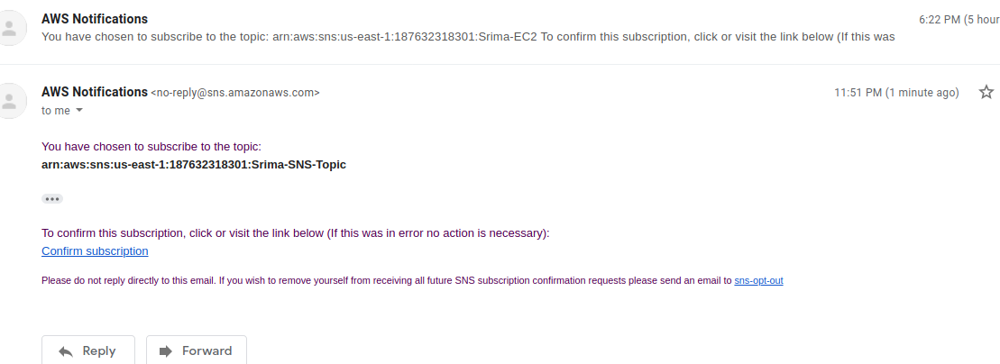 AWS Notifications
6:22 PM (5 hour
You have chosen to subscribe to the topic: arn:aws:sns:us-east-1:187632318301:Srima-EC2 To confirm this subscription, click or visit the link below (If this was
AWS Notifications <no-reply@sns.amazonaws.com>
11:51 PM (1 minute ago)
to me
You have chosen to subscribe to the topic:
arn:aws:sns:us-east-1:187632318301:Srima-SNS-Topic
To confirm this subscription, click or visit the link below (If this was in error no action is necessary):
Confirm subscription
Please do not reply directly to this email. If you wish to remove yourself from receiving all future SNS subscription confirmation requests please send an email to sns-opt-out
Reply
Forward